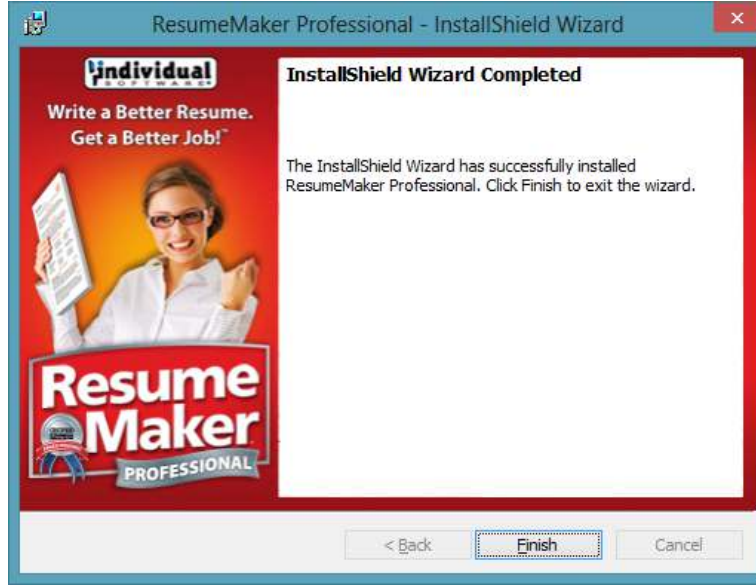 ResumeMaker Professional - InstallShield Wizard
individual
SOFTWARE
Write a Better Resume.
Get a Better Job!™
InstallShield Wizard Completed
The InstallShield Wizard has successfully installed
ResumeMaker Professional. Click Finish to exit the wizard.
Resume
Maker
PROFESSIONAL
< Back
Finish
Cancel